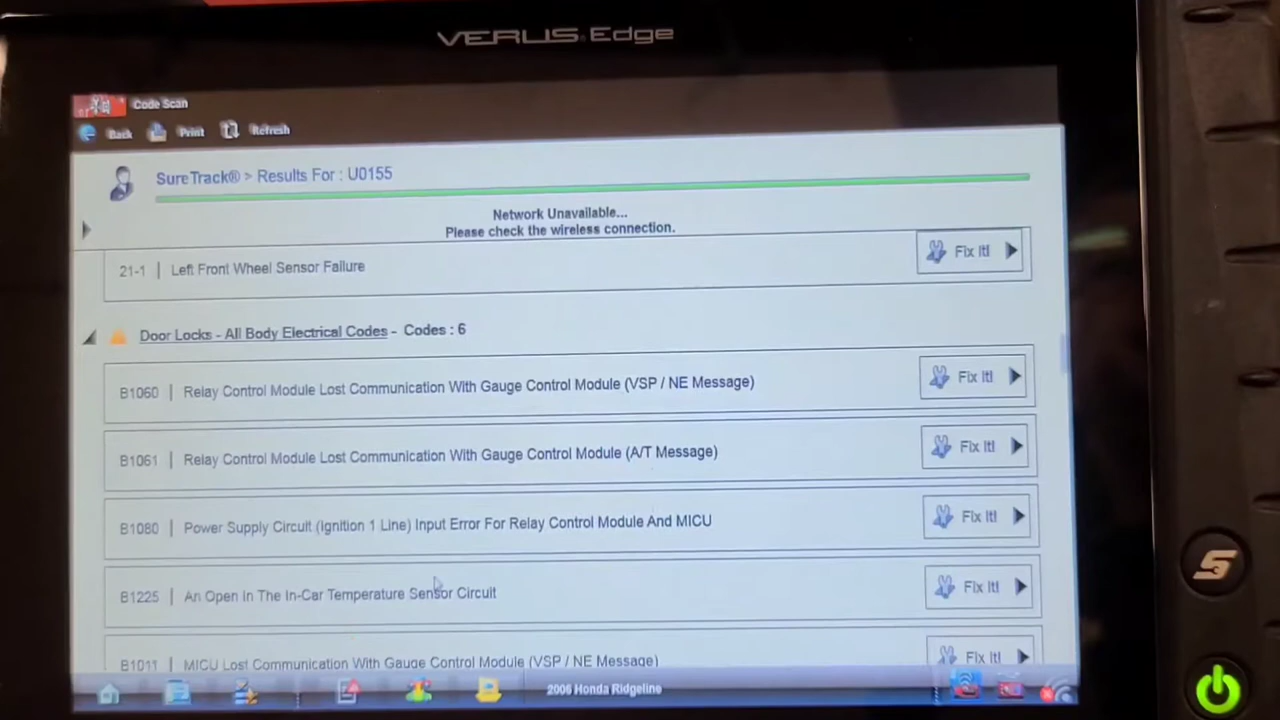 VERUS Edge
Code Scan
Back Print Refresh
SureTrack® > Results For : U0155
Network Unavailable...
Please check the wireless connection.
21-1 | Left Front Wheel Sensor Failure Fix It!
Door Locks - All Body Electrical Codes - Codes : 6
B1060 | Relay Control Module Lost Communication With Gauge Control Module (VSP / NE Message) Fix It!
B1061 | Relay Control Module Lost Communication With Gauge Control Module (A/T Message) Fix It!
B1080 | Power Supply Circuit (Ignition 1 Line) Input Error For Relay Control Module And MICU Fix It!
B1225 | An Open In The In-Car Temperature Sensor Circuit Fix It!
B1011 | MICU Lost Communication With Gauge Control Module (VSP / NE Message) Fix It!
2006 Honda Ridgeline
S